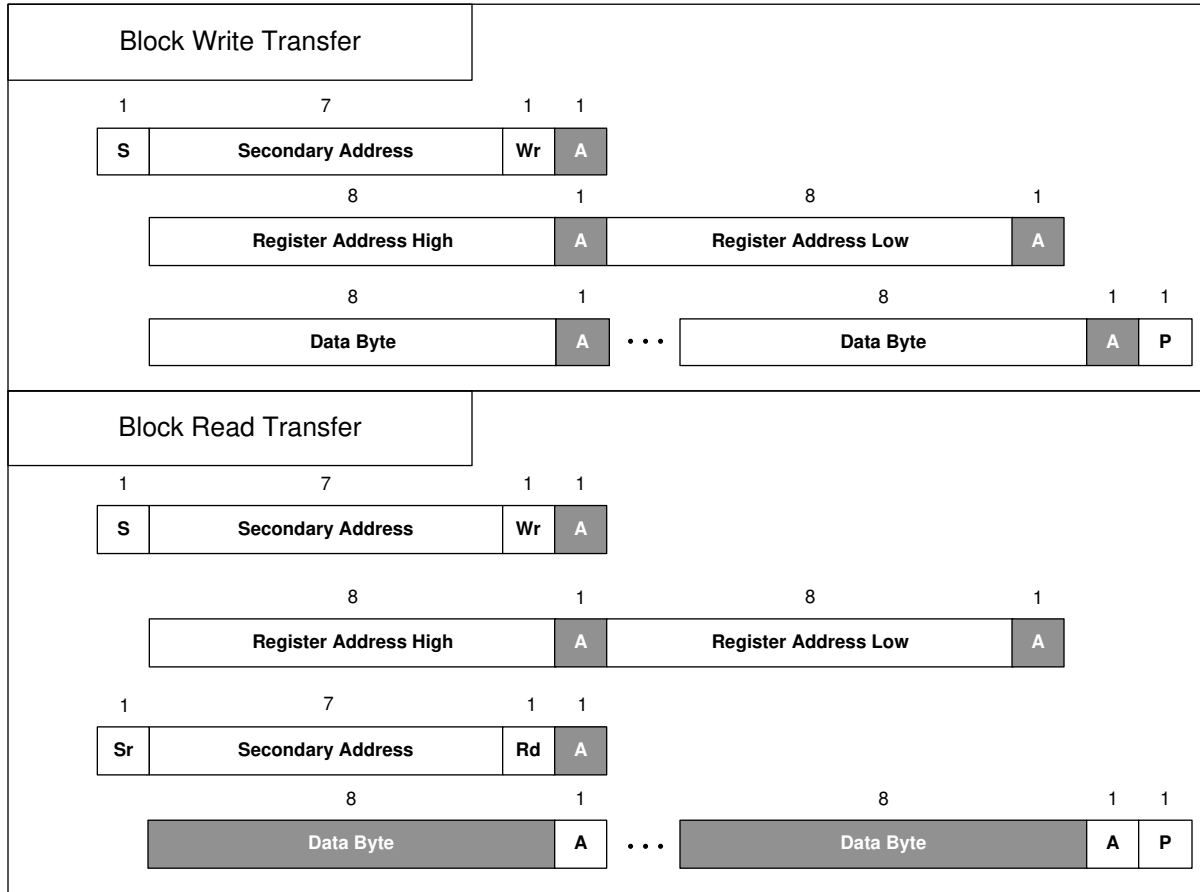 Block Write Transfer
1 7 1 1
S Secondary Address Wr A
8 1 8 1
Register Address High A Register Address Low A
8 1 8 1 1
Data Byte A • • • Data Byte A P
Block Read Transfer
1 7 1 1
S Secondary Address Wr A
8 1 8 1
Register Address High A Register Address Low A
1 7 1 1
Sr Secondary Address Rd A
8 1 8 1 1
Data Byte A • • • Data Byte A P